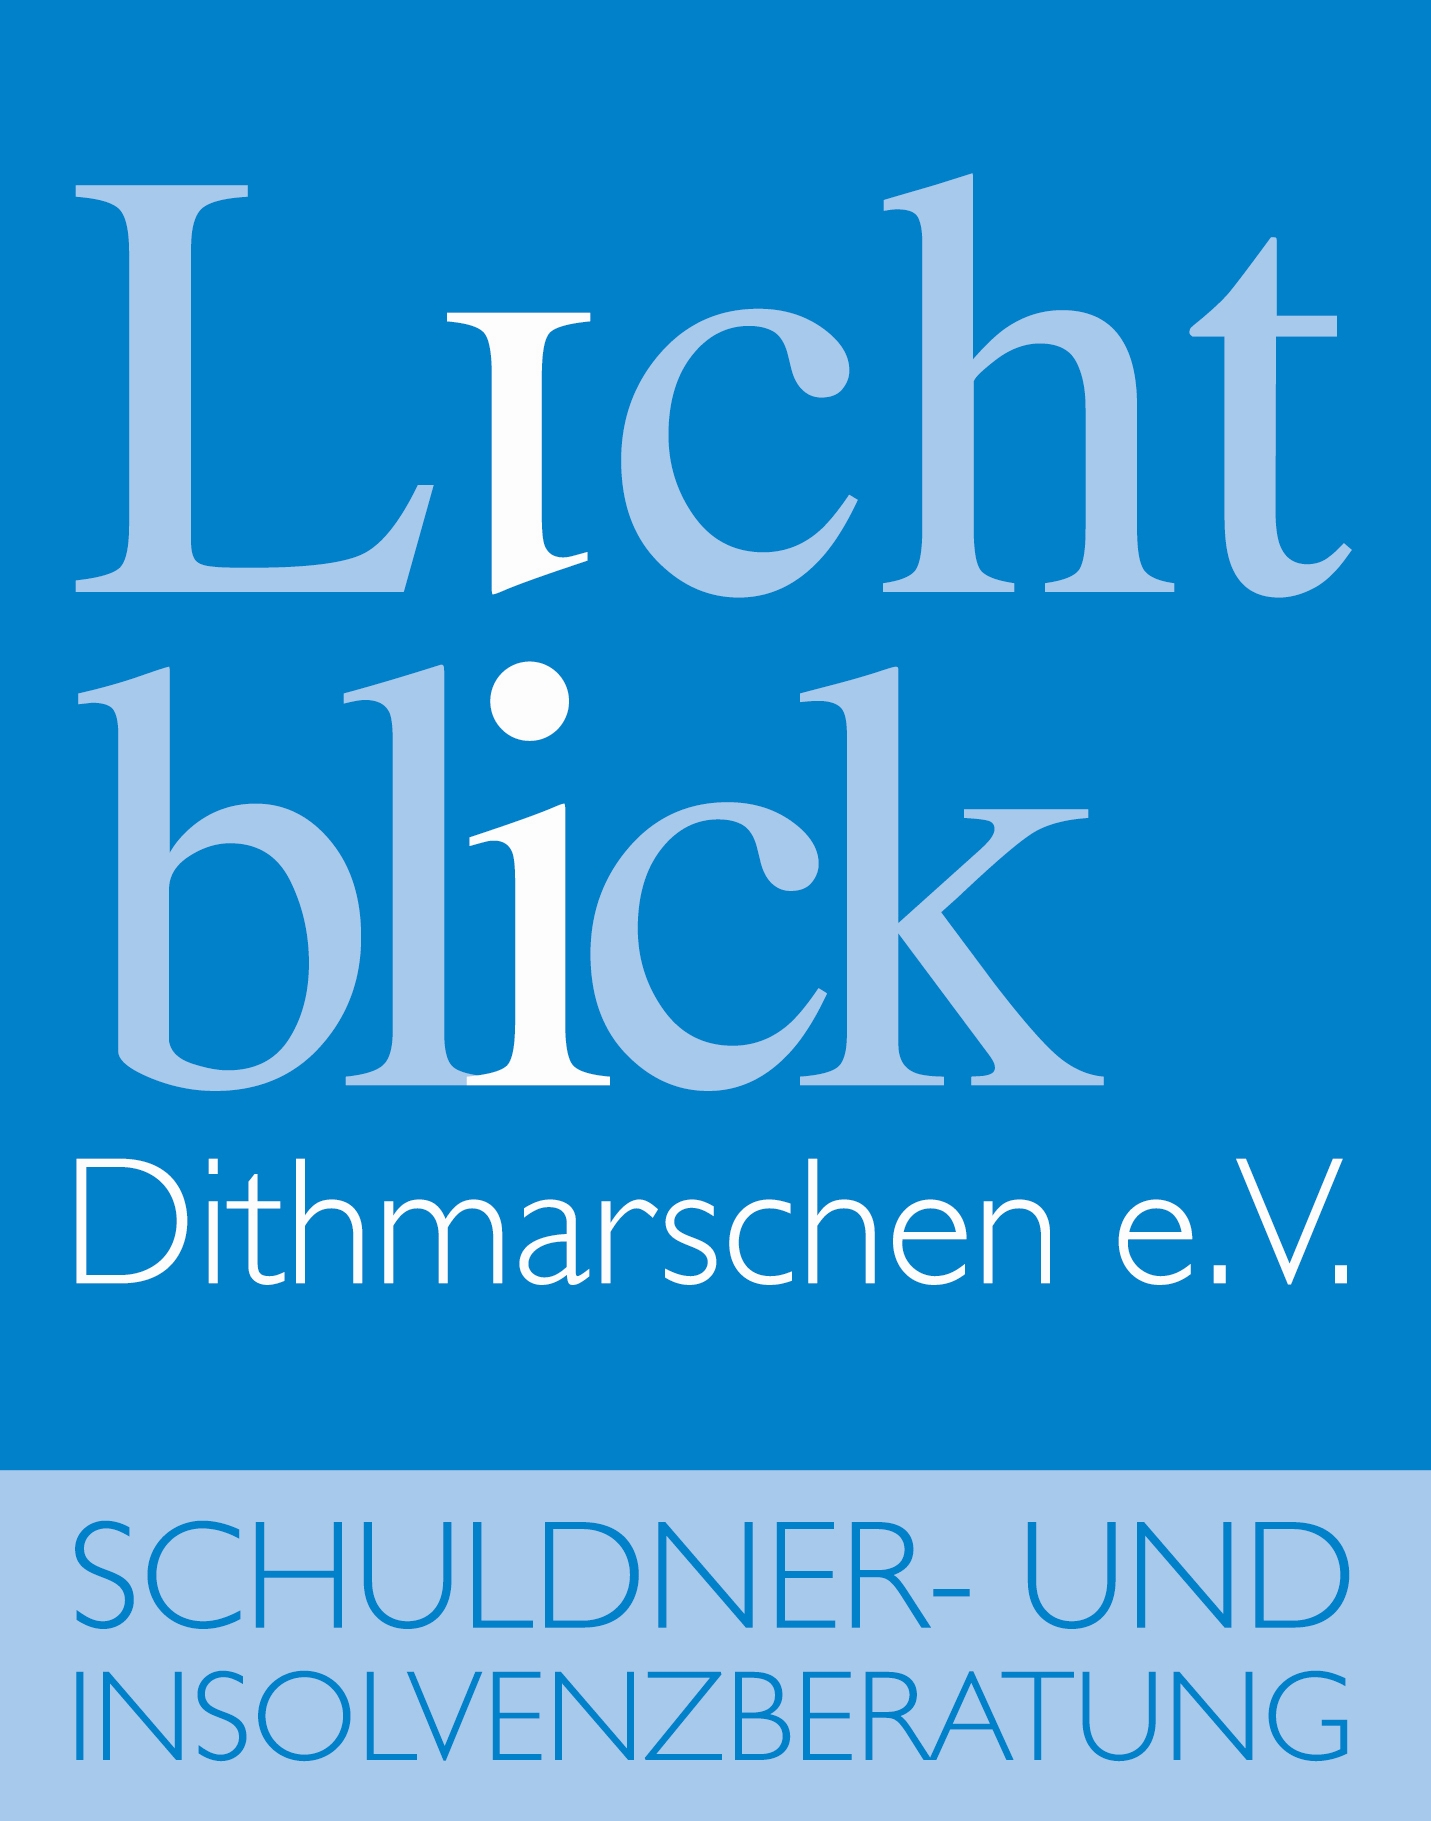 Licht
blick
Dithmarschen e.V.
SCHULDNER- UND
INSOLVENZBERATUNG